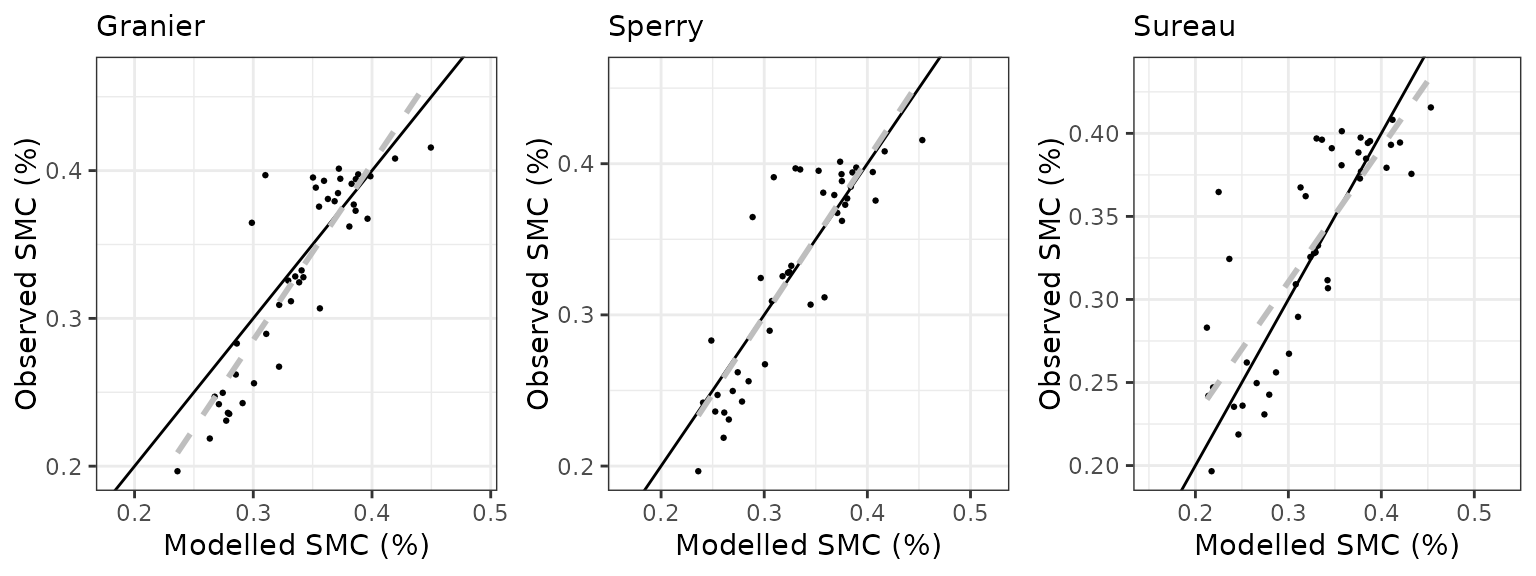 Granier
Observed SMC (%)
0.4
0.3
0.2
0.2 0.3 0.4 0.5
Modelled SMC (%)
Sperry
Observed SMC (%)
0.4
0.3
0.2
0.2 0.3 0.4 0.5
Modelled SMC (%)
Sureau
Observed SMC (%)
0.40
0.35
0.30
0.25
0.20
0.2 0.3 0.4 0.5
Modelled SMC (%)